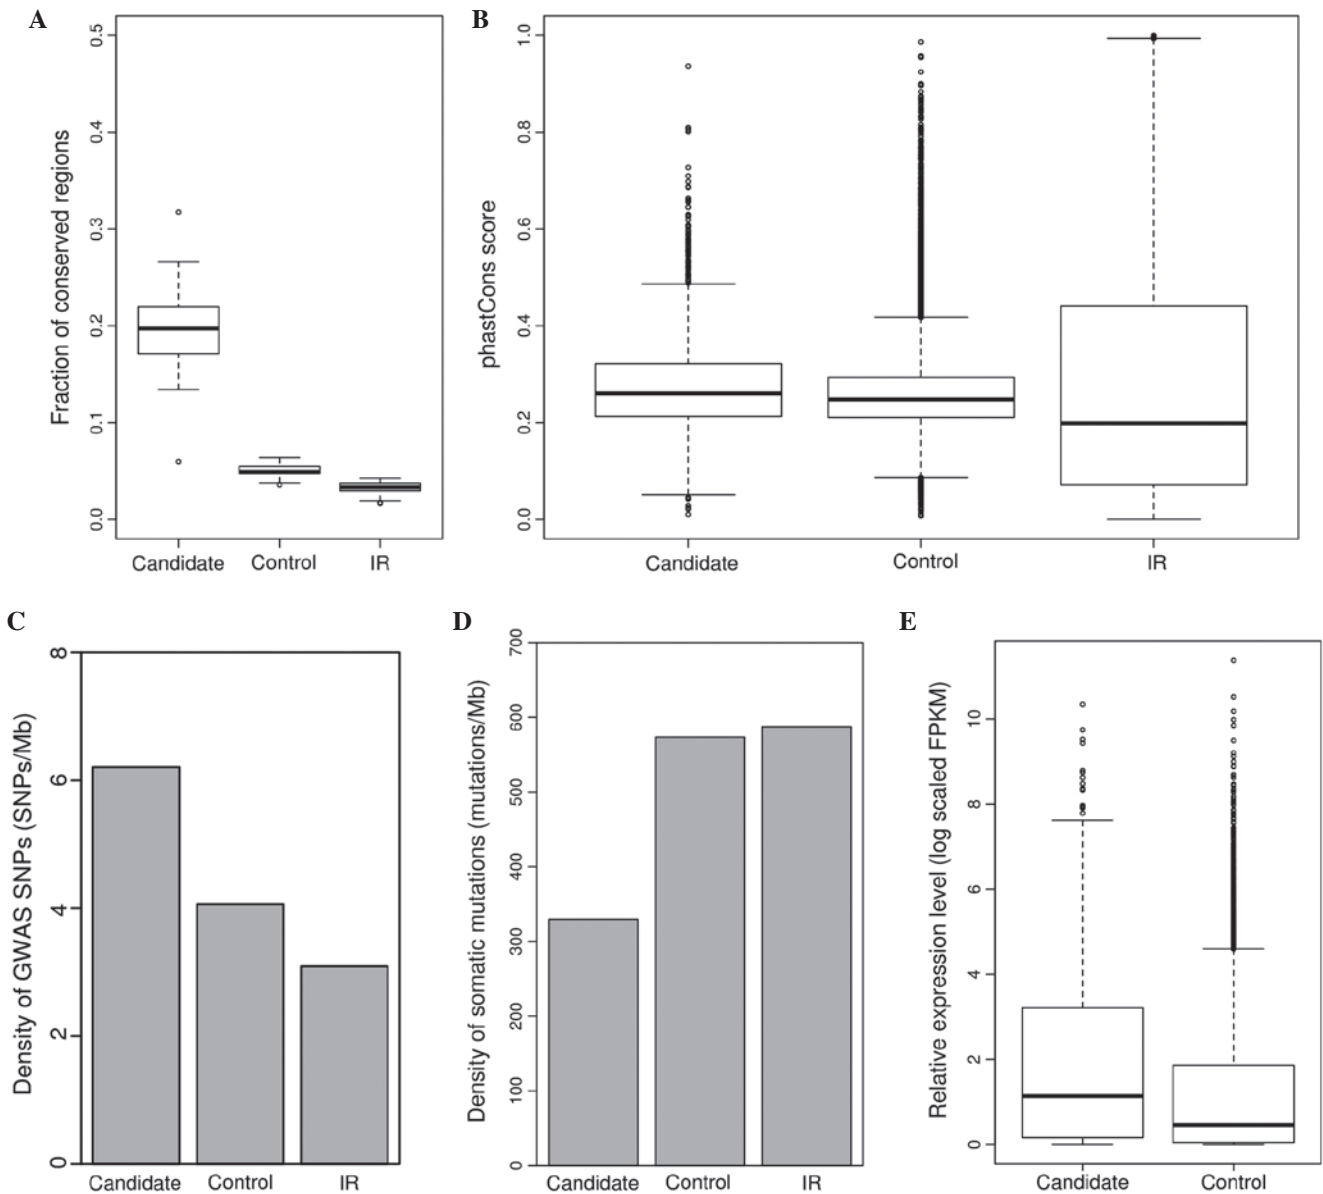 A
Fraction of conserved regions
0.5
0.4
0.3
0.2
0.1
0.0
Candidate
Control
IR
B
phastCons score
1.0
0.8
0.6
0.4
0.2
0.0
Candidate
Control
IR
C
Density of GWAS SNPs (SNPs/Mb)
8
6
4
2
0
Candidate
Control
IR
D
Density of somatic mutations (mutations/Mb)
700
600
500
400
300
200
100
0
Candidate
Control
IR
E
Relative expression level (log scaled FPKM)
10
8
6
4
2
0
Candidate
Control